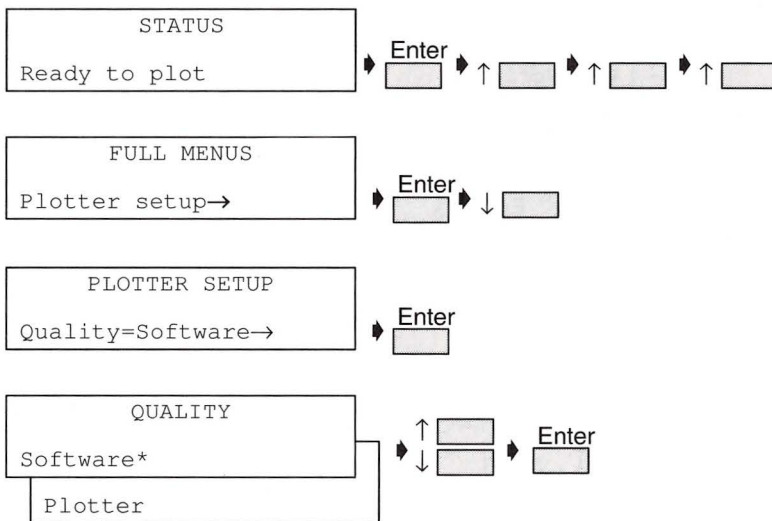 STATUS
Ready to plot
Enter
↑ ↑ ↑
FULL MENUS
Plotter setup→
Enter
↓
PLOTTER SETUP
Quality=Software→
Enter
QUALITY
Software*
Plotter
↑
↓
Enter